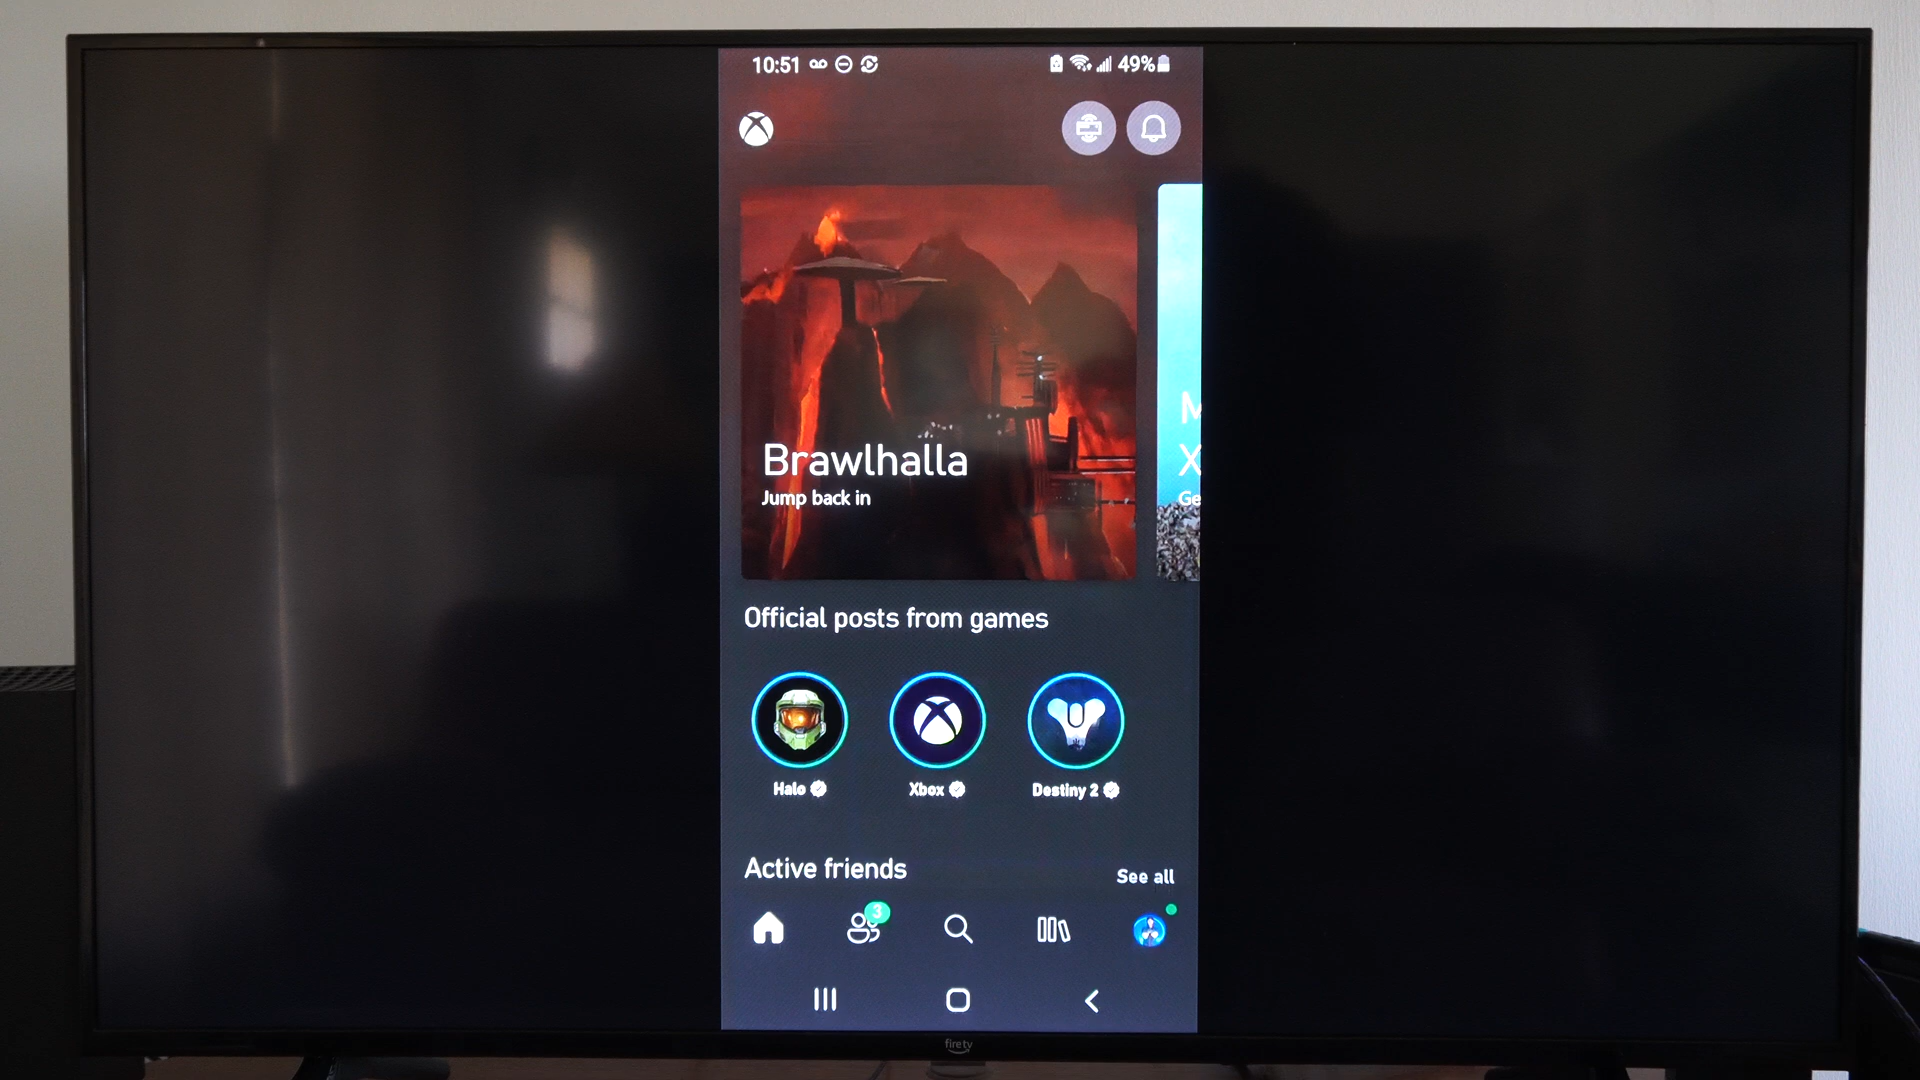 10:51
49%
Brawlhalla
Jump back in
M
X
Ge
Official posts from games
Halo
Xbox
Destiny 2
Active friends
See all
3
firetv